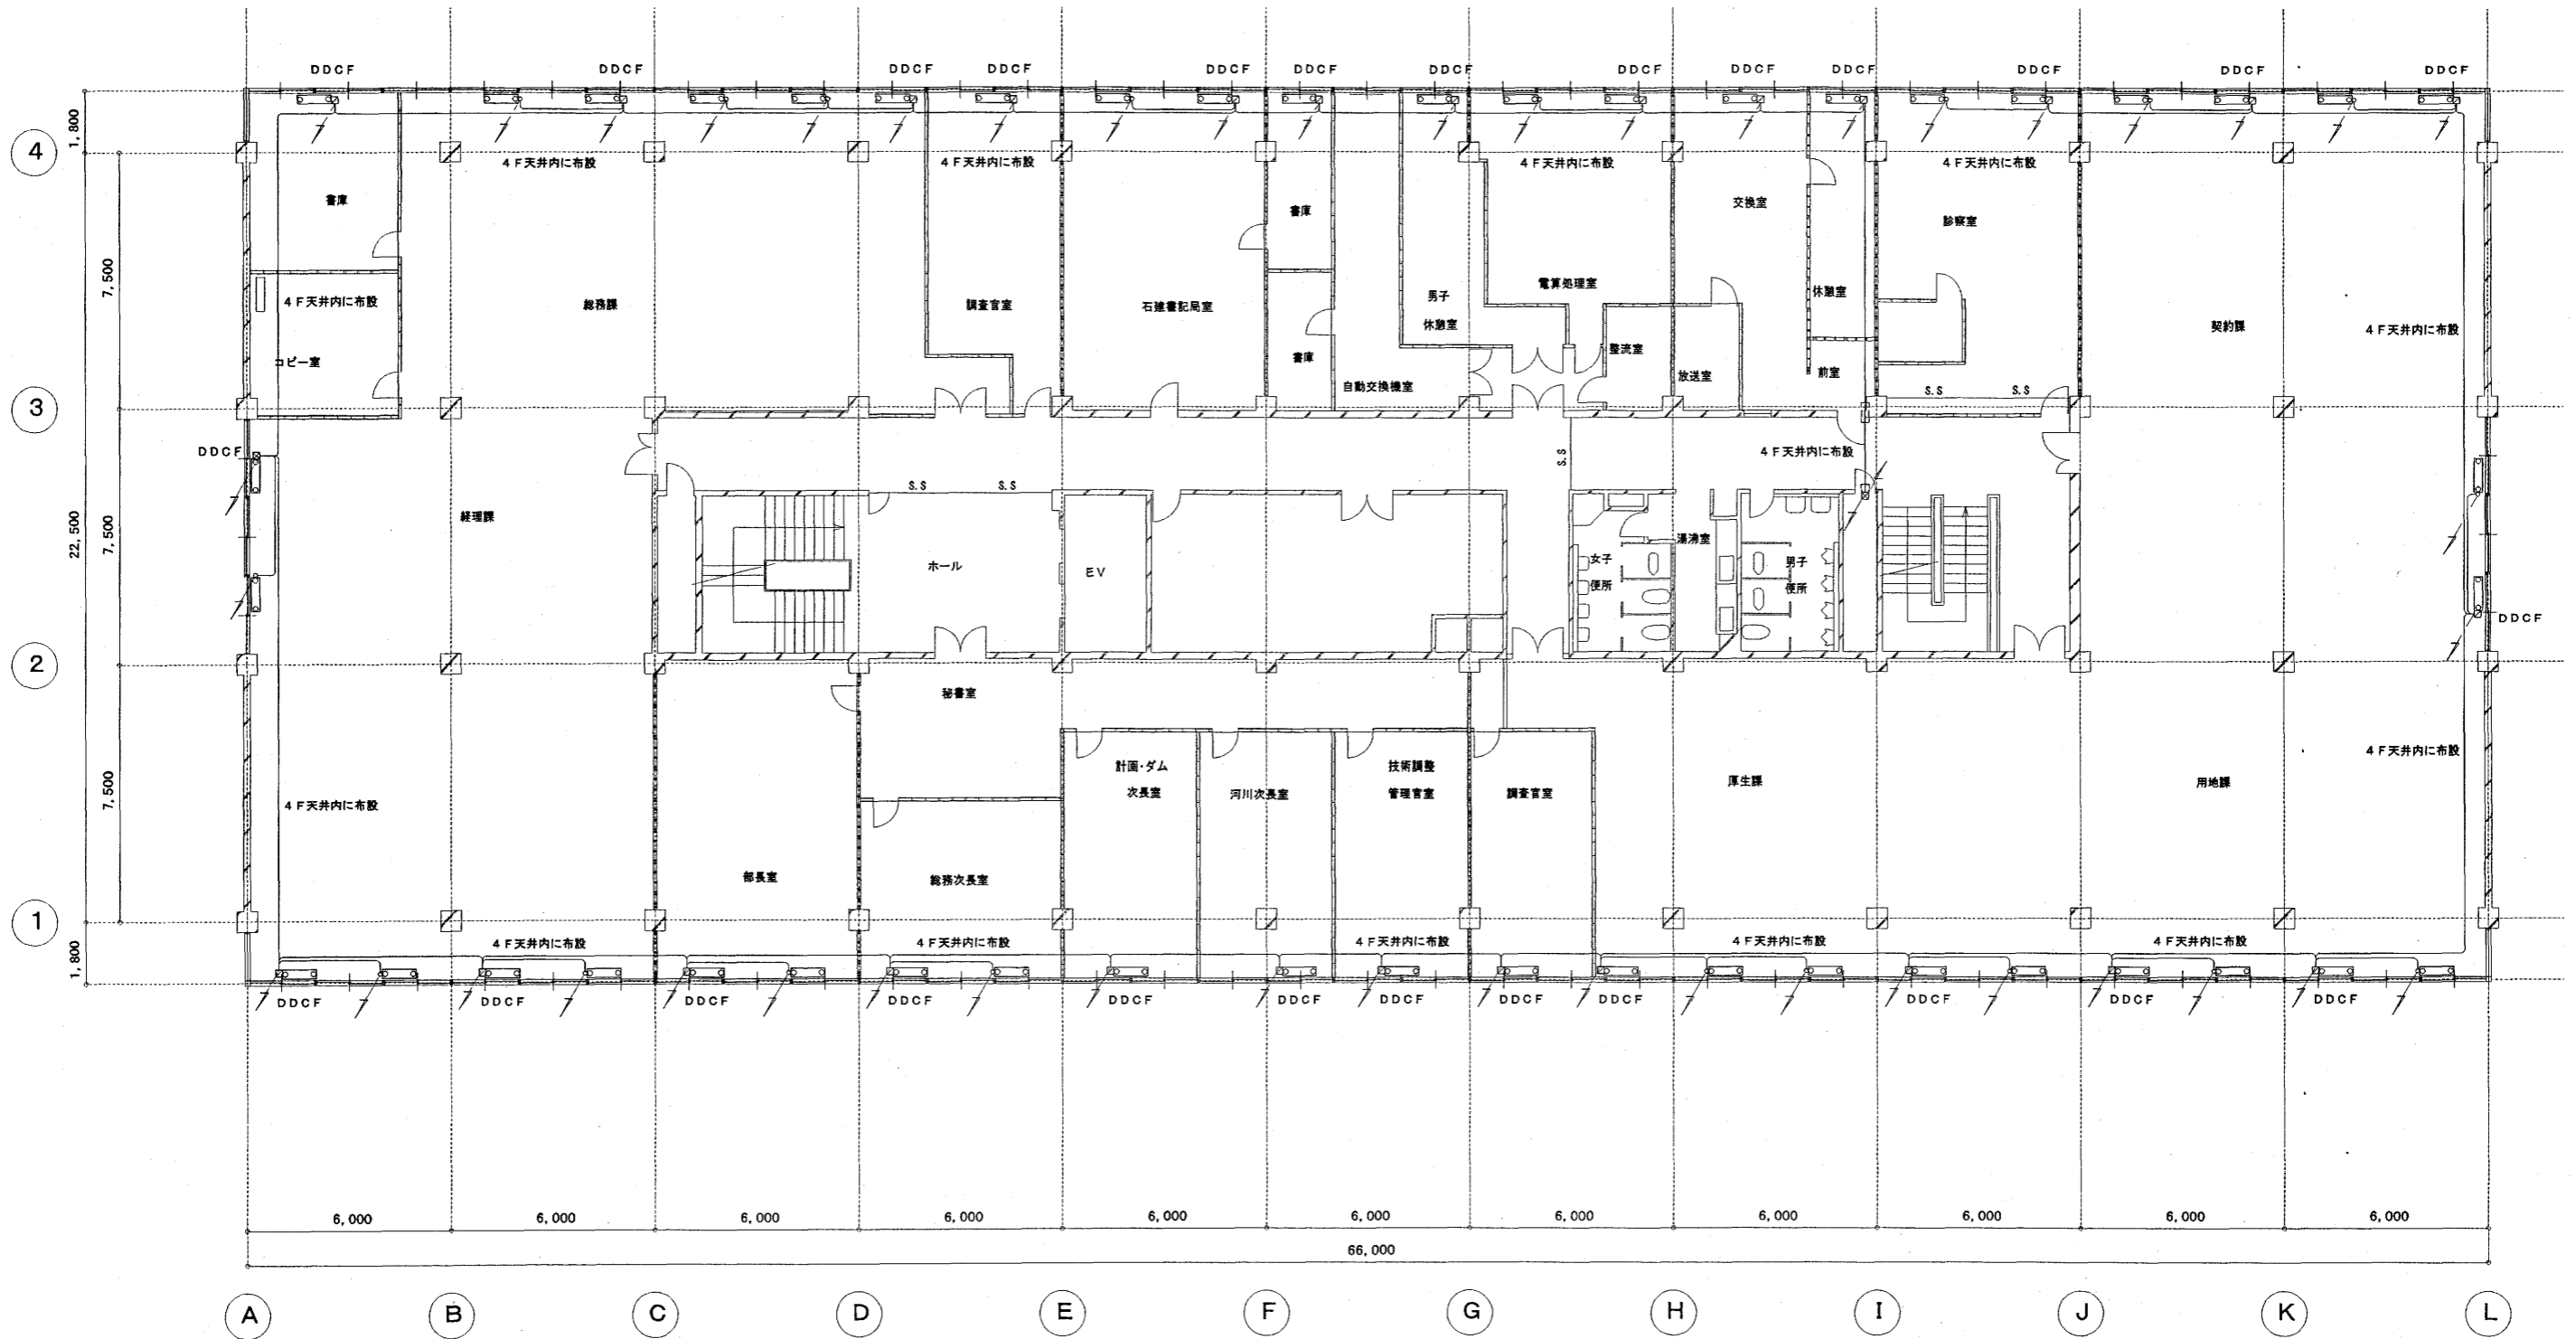 DDCF DDCF DDCF DDCF DDCF DDCF DDCF DDCF DDCF DDCF DDCF DDCF DDCF
1,800
4
4F天井内に布設 4F天井内に布設 4F天井内に布設 4F天井内に布設
書庫 書庫 交換室 診察室
7,500
4F天井内に布設 総務課 調査官室 石建書記局室 男子 電算処理室 休憩室
休憩室 契約課 4F天井内に布設
コピー室 書庫 整流室
自動交換機室 放送室 前室
S.S S.S
3
DDCF S.S 4F天井内に布設
S.S S.S
経理課
22,500
7,500
湯沸室
ホール EV 女子 男子
便所 便所
DDCF
2
秘書室
4F天井内に布設
計画・ダム 技術調整
次長室 河川次長室 管理官室 調査官室 厚生課 用地課
7,500
4F天井内に布設
部長室 総務次長室
1
4F天井内に布設 4F天井内に布設 4F天井内に布設 4F天井内に布設 4F天井内に布設
1,800
DDCF DDCF DDCF DDCF DDCF DDCF DDCF DDCF DDCF DDCF DDCF DDCF
6,000 6,000 6,000 6,000 6,000 6,000 6,000 6,000 6,000 6,000 6,000
66,000
A B C D E F G H I J K L